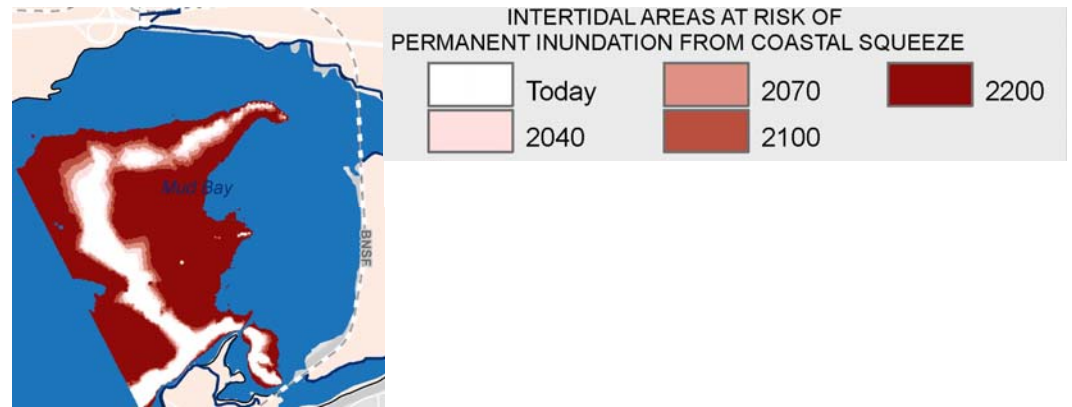 INTERTIDAL AREAS AT RISK OF
PERMANENT INUNDATION FROM COASTAL SQUEEZE
Today
2070
2200
2040
2100
Mud Bay
BNSF